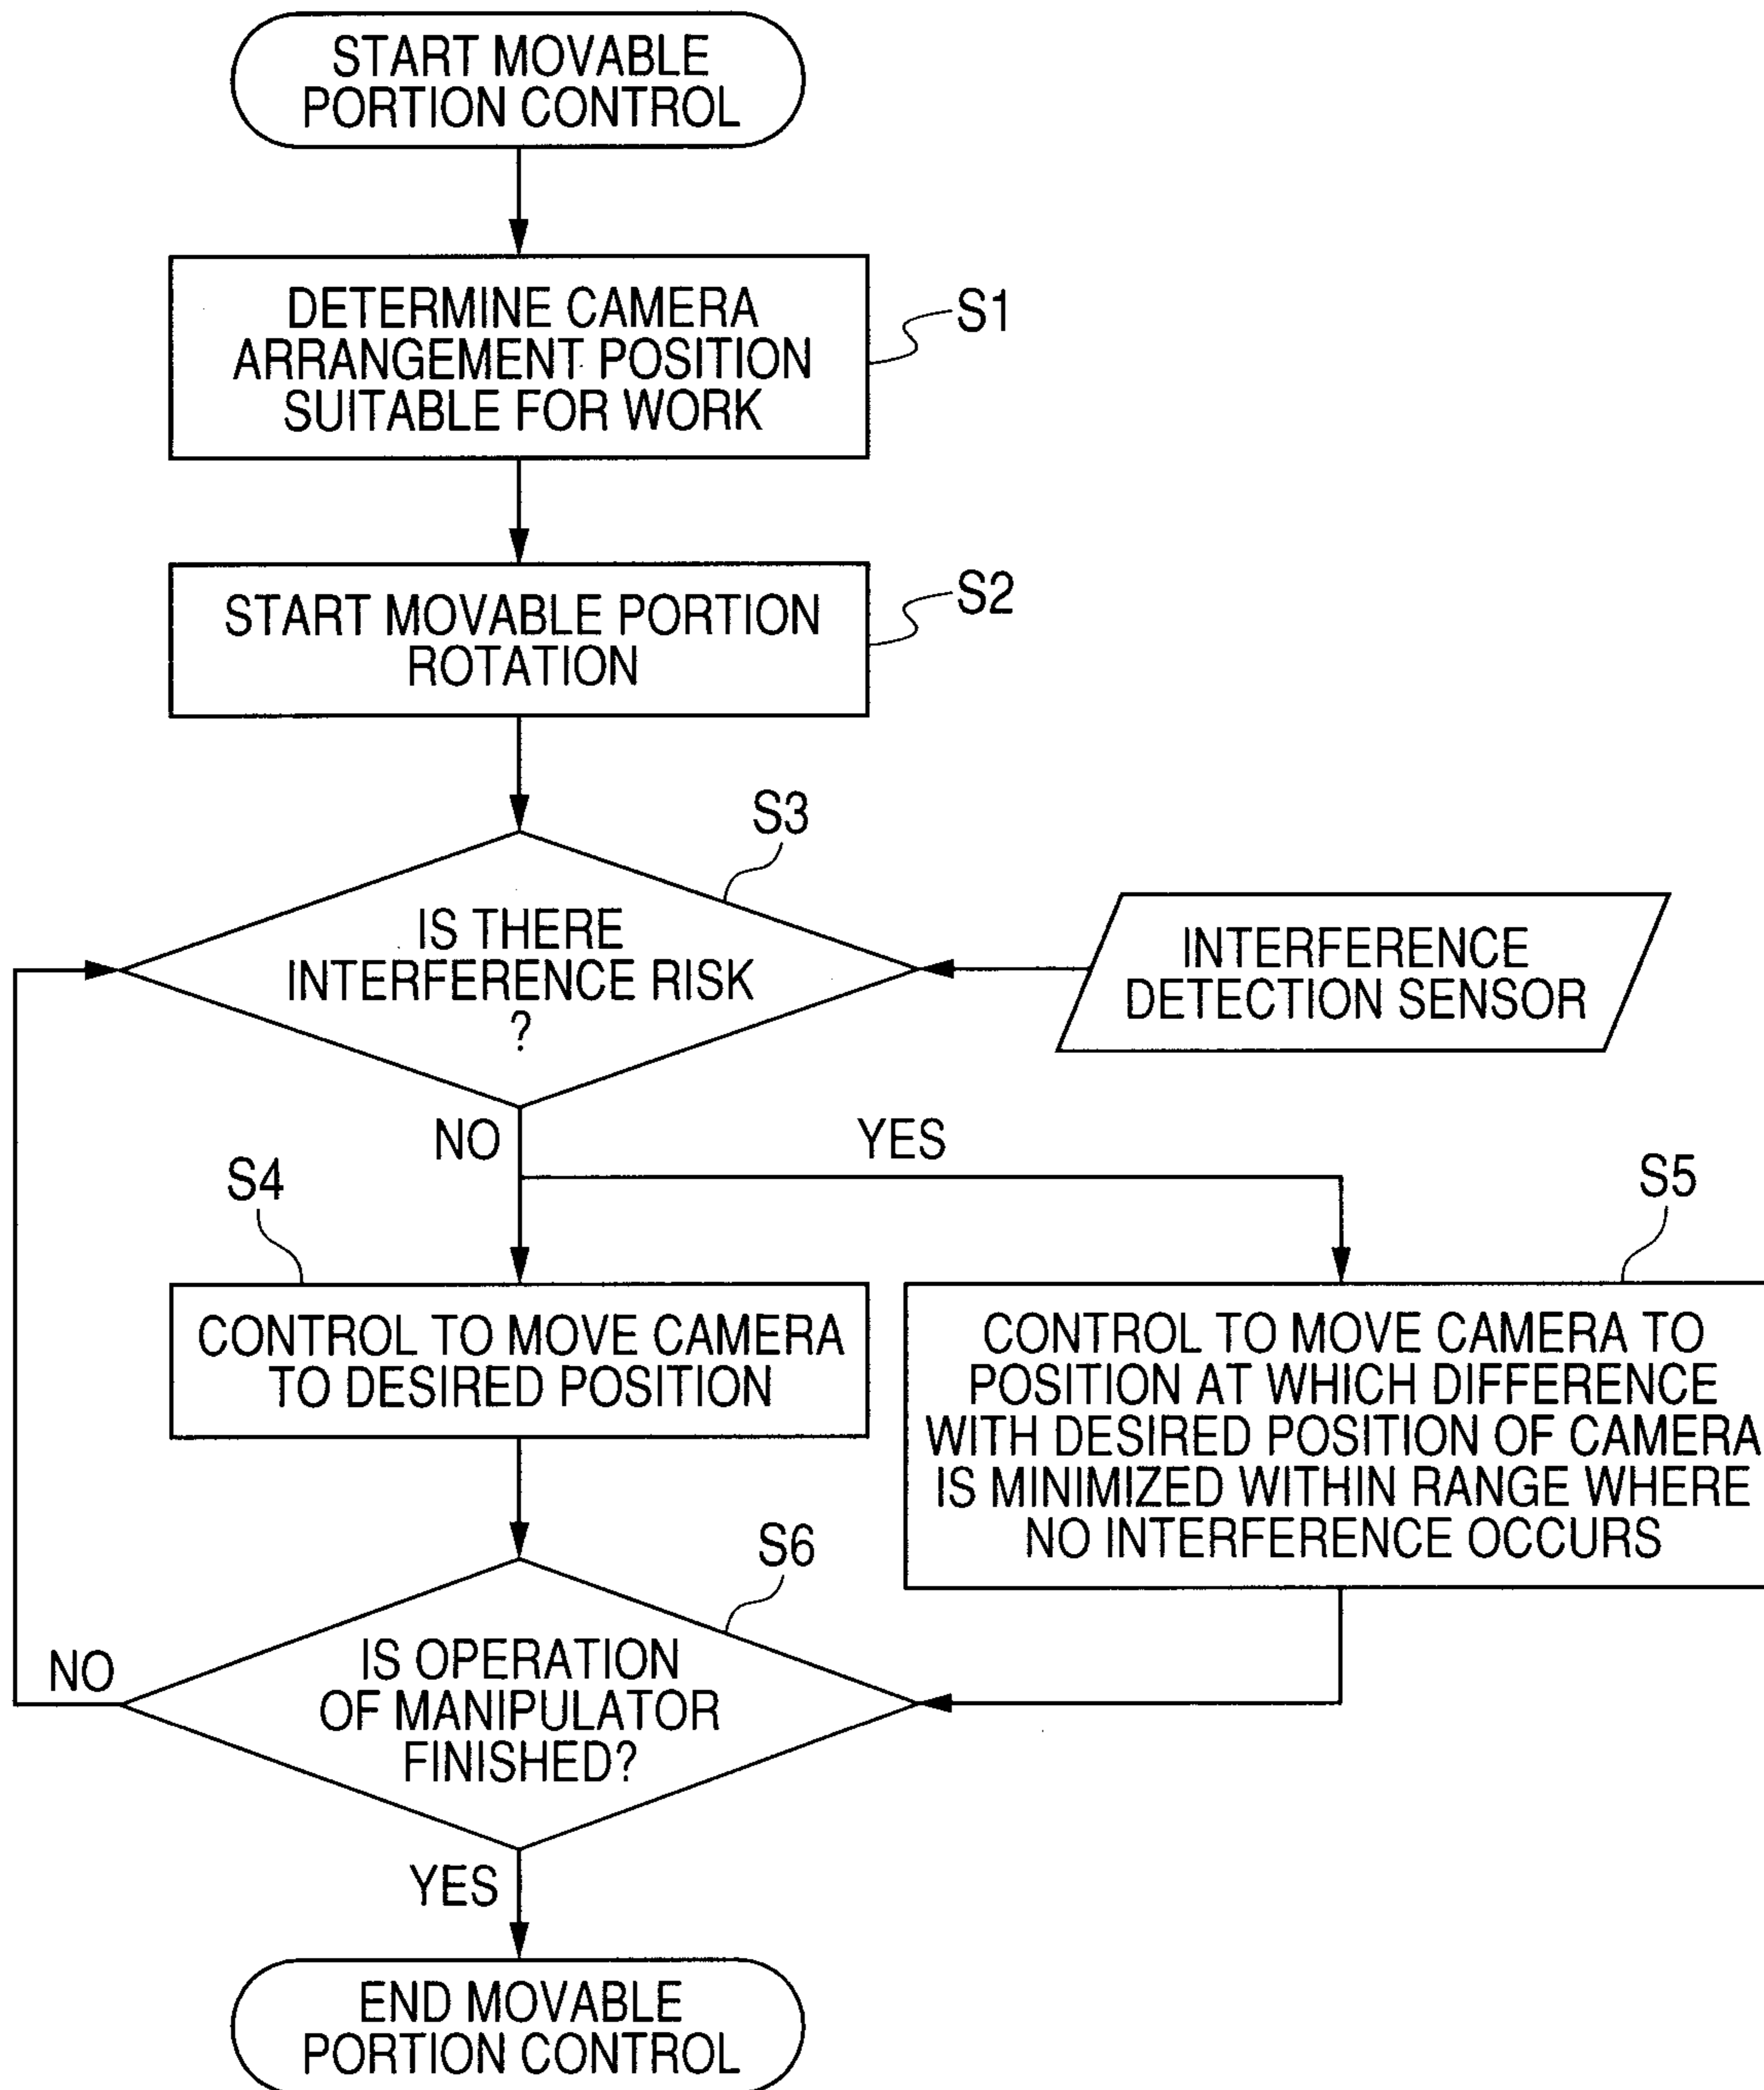 START MOVABLE
PORTION CONTROL
DETERMINE CAMERA
ARRANGEMENT POSITION
SUITABLE FOR WORK
S1
START MOVABLE PORTION
ROTATION
S2
S3
IS THERE
INTERFERENCE RISK
?
INTERFERENCE
DETECTION SENSOR
NO
YES
S4
S5
CONTROL TO MOVE CAMERA
TO DESIRED POSITION
CONTROL TO MOVE CAMERA TO
POSITION AT WHICH DIFFERENCE
WITH DESIRED POSITION OF CAMERA
IS MINIMIZED WITHIN RANGE WHERE
NO INTERFERENCE OCCURS
S6
IS OPERATION
OF MANIPULATOR
FINISHED?
NO
YES
END MOVABLE
PORTION CONTROL